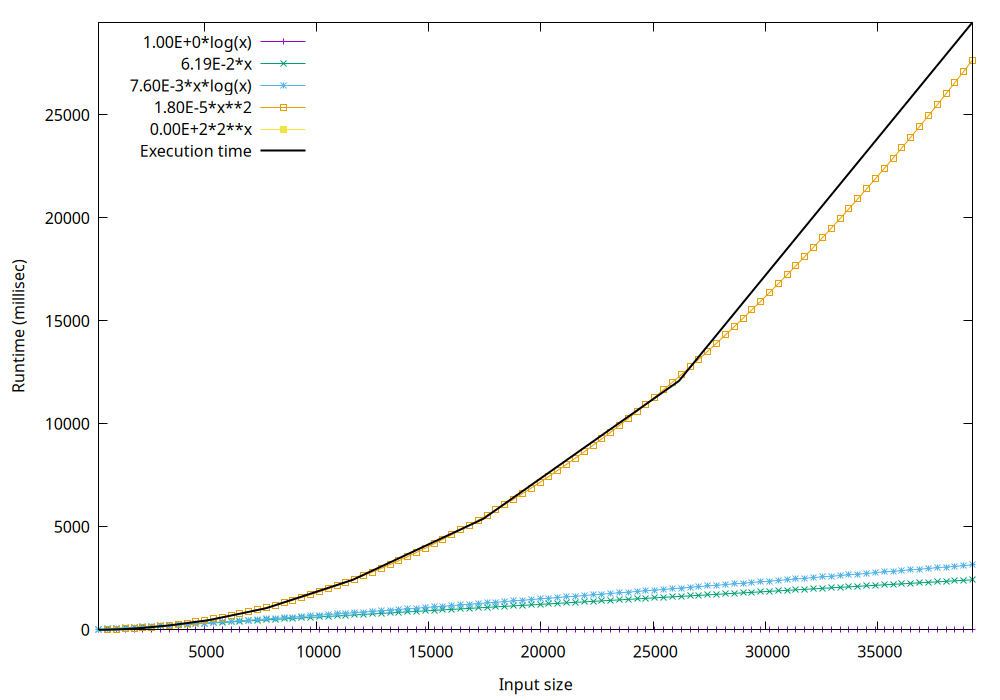 1.00E+0*log(x)
6.19E-2*x
7.60E-3*x*log(x)
1.80E-5*x**2
0.00E+2*2**x
Execution time
25000
20000
15000
10000
5000
0
Runtime (millisec)
5000 10000 15000 20000 25000 30000 35000
Input size